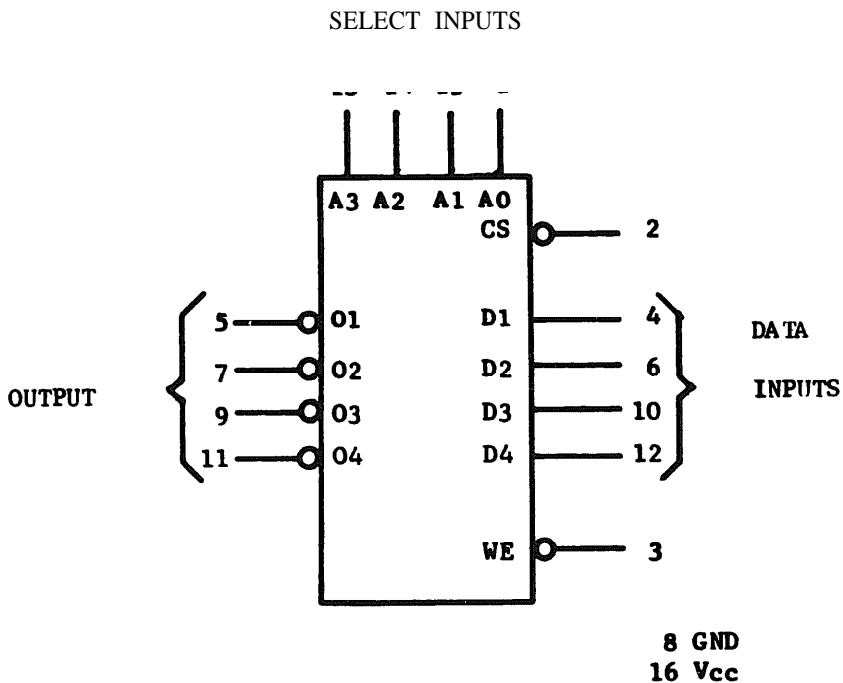 SELECT INPUTS
A3 A2 A1 A0
CS 2
5 O1 D1 4
DATA
7 O2 D2 6
OUTPUT
INPUTS
9 O3 D3 10
11 O4 D4 12
WE 3
8 GND
16 Vcc